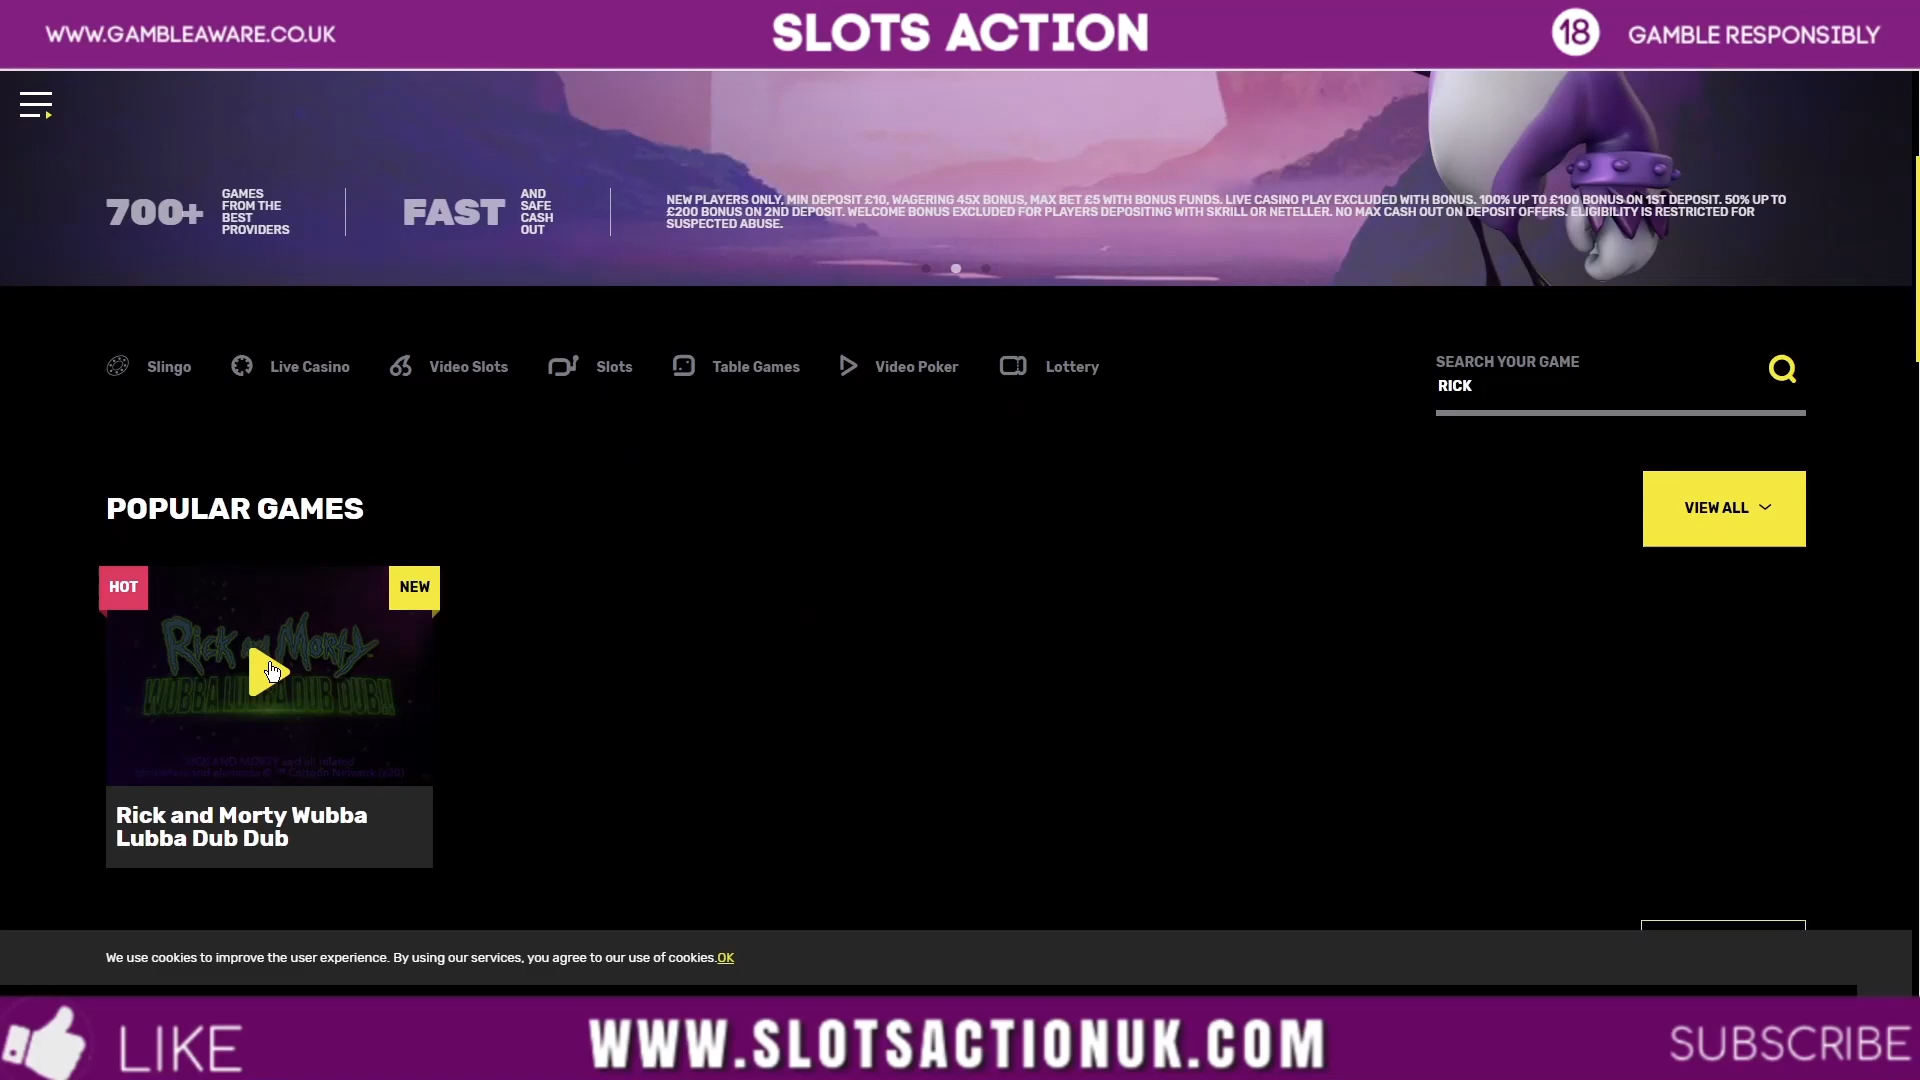 WWW.GAMBLEAWARE.CO.UK
SLOTS ACTION
18
GAMBLE RESPONSIBLY
700+
GAMES
FROM THE
BEST
PROVIDERS
FAST
AND
SAFE
CASH
OUT
NEW PLAYERS ONLY, MIN DEPOSIT £10, WAGERING 45X BONUS, MAX BET £5 WITH BONUS FUNDS. LIVE CASINO PLAY EXCLUDED WITH BONUS. 100% UP TO £100 BONUS ON 1ST DEPOSIT. 50% UP TO
£200 BONUS ON 2ND DEPOSIT. WELCOME BONUS EXCLUDED FOR PLAYERS DEPOSITING WITH SKRILL OR NETELLER. NO MAX CASH OUT ON DEPOSIT OFFERS. ELIGIBILITY IS RESTRICTED FOR
SUSPECTED ABUSE.
Slingo
Live Casino
Video Slots
Slots
Table Games
Video Poker
Lottery
SEARCH YOUR GAME
RICK
POPULAR GAMES
VIEW ALL
HOT
NEW
Rick and Morty
WUBBA LUBBA DUB DUB!!
RICK AND MORTY and all related
Rick and Morty Wubba
Lubba Dub Dub
We use cookies to improve the user experience. By using our services, you agree to our use of cookies.OK
LIKE
WWW.SLOTSACTIONUK.COM
SUBSCRIBE